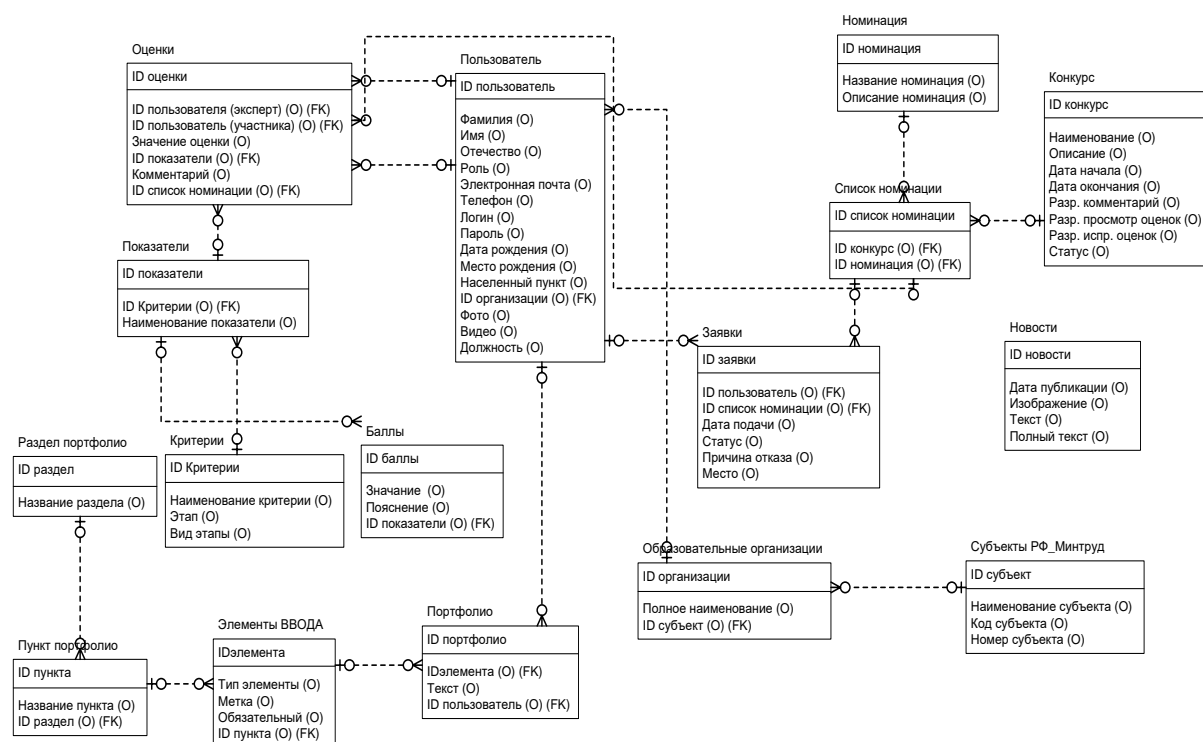 Оценки
ID оценки
ID пользователя (эксперт) (O) (FK)
ID пользователь (участника) (O) (FK)
Значение оценки (O)
ID показатели (O) (FK)
Комментарий (O)
ID список номинации (O) (FK)
Пользователь
ID пользователь
Фамилия (O)
Имя (O)
Отечество (O)
Роль (O)
Электронная почта (O)
Телефон (O)
Логин (O)
Пароль (O)
Дата рождения (O)
Место рождения (O)
Населенный пункт (O)
ID организации (O) (FK)
Фото (O)
Видео (O)
Должность (O)
Номинация
ID номинация
Название номинация (O)
Описание номинация (O)
Конкурс
ID конкурс
Наименование (O)
Описание (O)
Дата начала (O)
Дата окончания (O)
Разр. комментарий (O)
Разр. просмотр оценок (O)
Разр. испр. оценок (O)
Статус (O)
Список номинации
ID список номинации
ID конкурс (O) (FK)
ID номинация (O) (FK)
Показатели
ID показатели
ID Критерии (O) (FK)
Наименование показатели (O)
Заявки
ID заявки
ID пользователь (O) (FK)
ID список номинации (O) (FK)
Дата подачи (O)
Статус (O)
Причина отказа (O)
Место (O)
Новости
ID новости
Дата публикации (O)
Изображение (O)
Текст (O)
Полный текст (O)
Раздел портфолио
ID раздел
Название раздела (O)
Критерии
ID Критерии
Наименование критерии (O)
Этап (O)
Вид этапы (O)
Баллы
ID баллы
Значение (O)
Пояснение (O)
ID показатели (O) (FK)
Образовательные организации
ID организации
Полное наименование (O)
ID субъект (O) (FK)
Субъекты РФ_Минтруд
ID субъект
Наименование субъекта (O)
Код субъекта (O)
Номер субъекта (O)
Пункт портфолио
ID пункта
Название пункта (O)
ID раздел (O) (FK)
Элементы ВВОДА
IDэлемента
Тип элементы (O)
Метка (O)
Обязательный (O)
ID пункта (O) (FK)
Портфолио
ID портфолио
IDэлемента (O) (FK)
Текст (O)
ID пользователь (O) (FK)